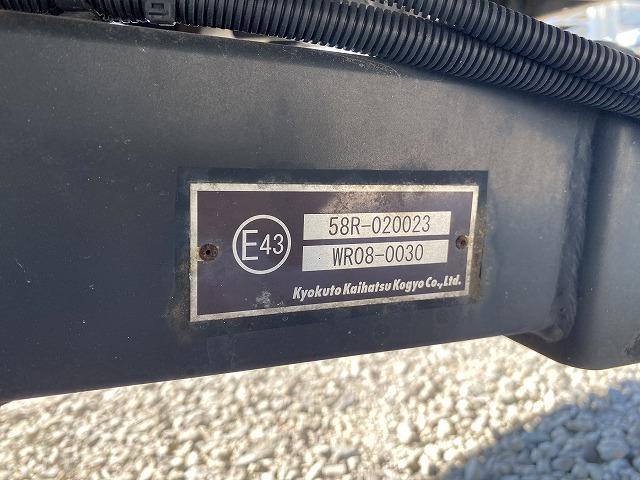 E43
58R-020023
WR08-0030
Kyokuto Kaihatsu Kogyo Co.,Ltd.